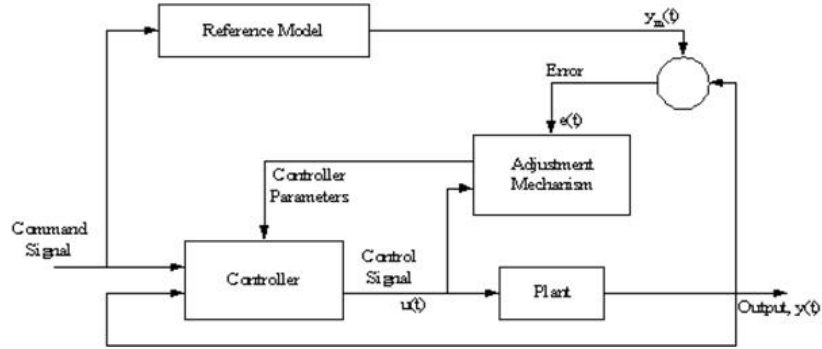 Reference Model
y_m(t)
Error
e(t)
Adjustment
Mechanism
Controller
Parameters
Command
Signal
Controller
Control
Signal
u(t)
Plant
Output, y(t)